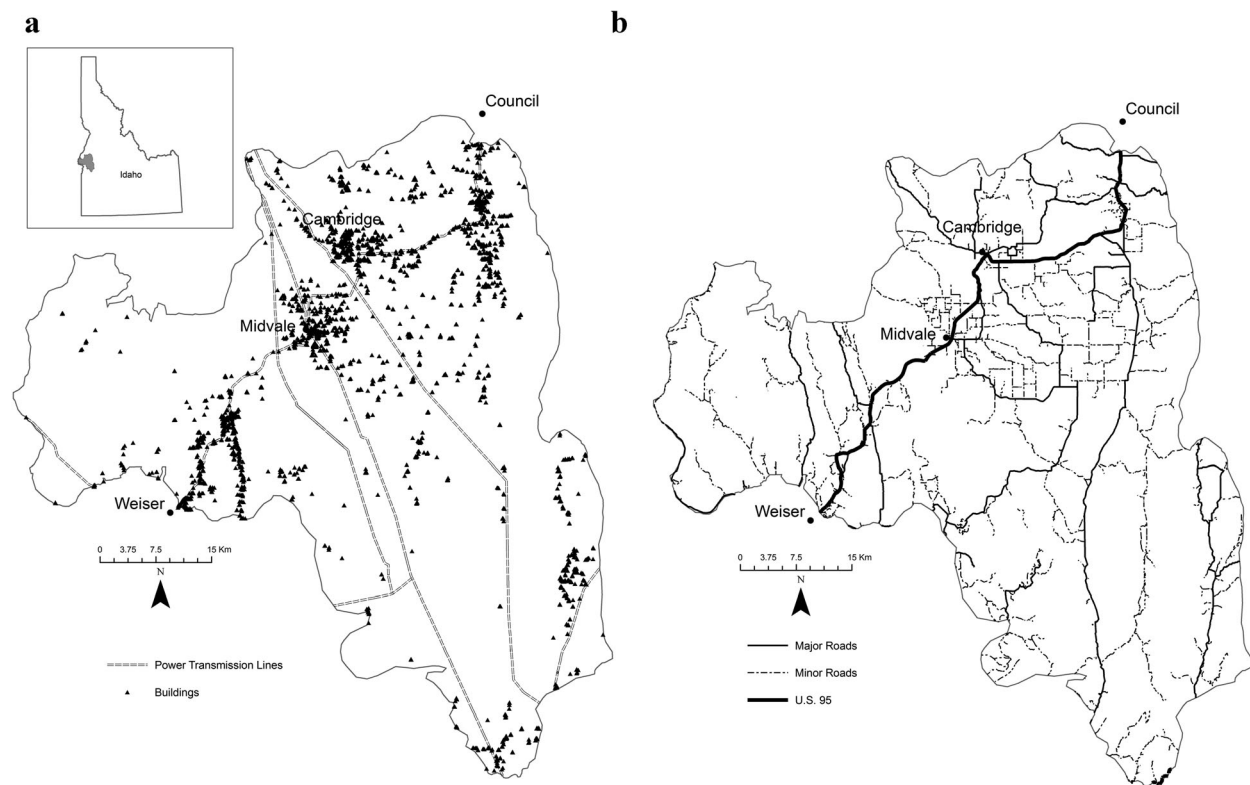 a
Idaho
Council
Cambridge
Midvale
Weiser
0 3.75 7.5 15 Km
N
Power Transmission Lines
Buildings
b
Council
Cambridge
Midvale
Weiser
0 3.75 7.5 15 Km
N
Major Roads
Minor Roads
U.S. 95